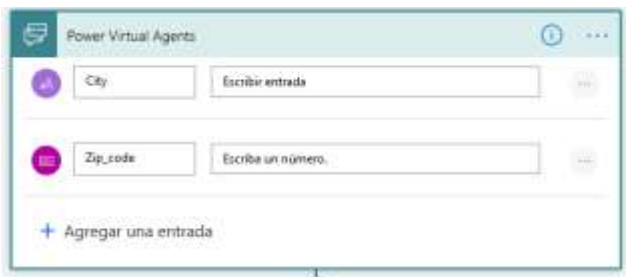 Power Virtual Agents
City
Escribir entrada
Zip_code
Escriba un número.
Agregar una entrada